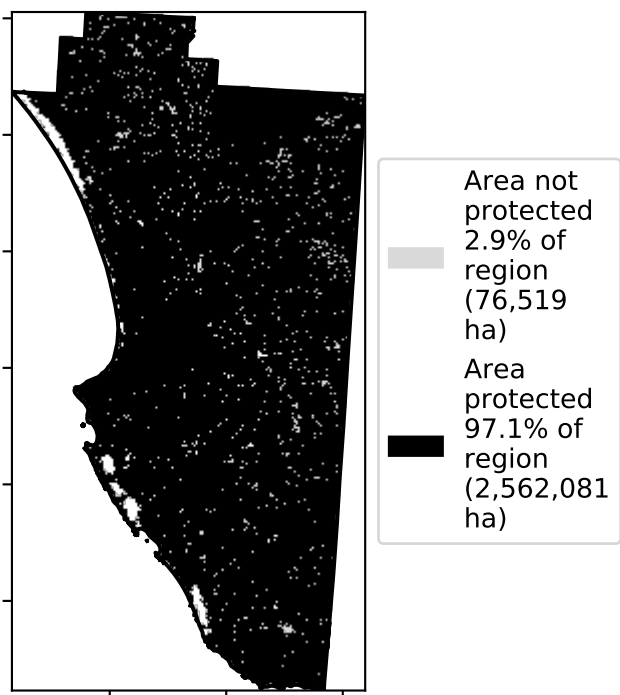 Area not
protected
2.9% of
region
(76,519
ha)
Area
protected
97.1% of
region
(2,562,081
ha)